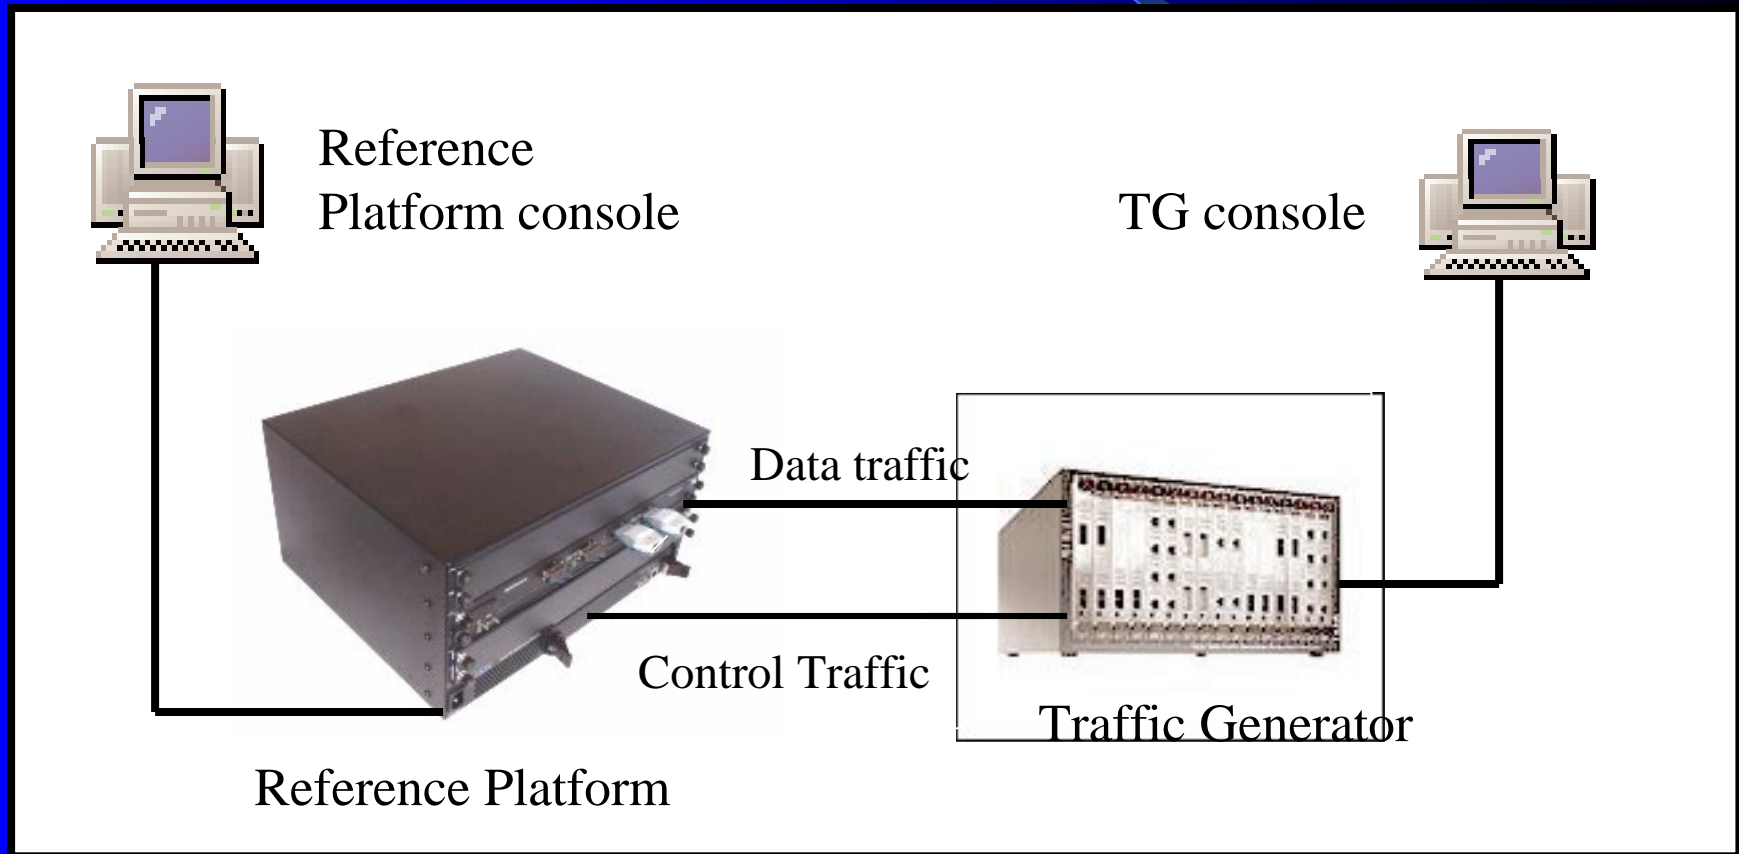 Reference
Platform console
TG console
Data traffic
Control Traffic
Traffic Generator
Reference Platform